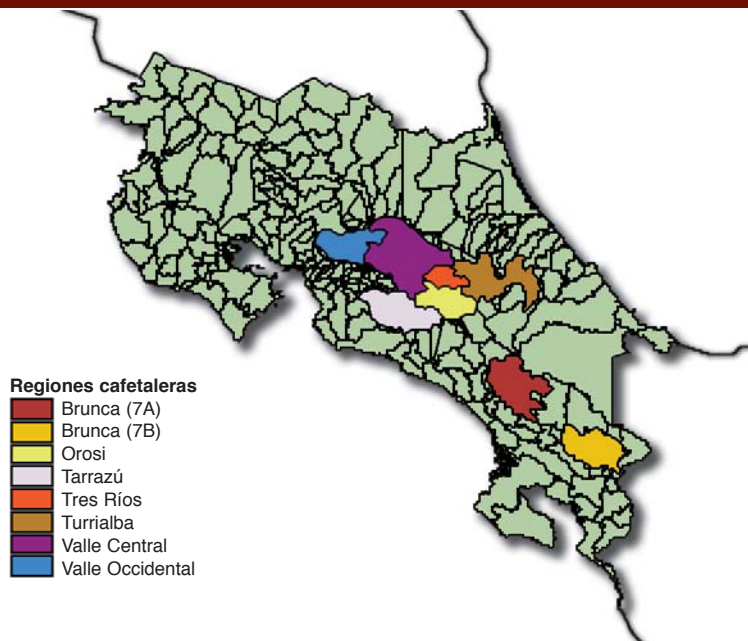 Regiones cafetaleras
Brunca (7A)
Brunca (7B)
Orosi
Tarrazú
Tres Ríos
Turrialba
Valle Central
Valle Occidental